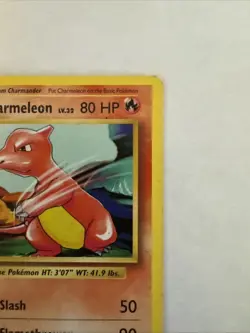 Charmander Put Charmeleon on the Basic Pokémon
armeleon LV.32 80 HP
e Pokémon HT: 3'07" WT: 41.9 lbs.
Slash 50